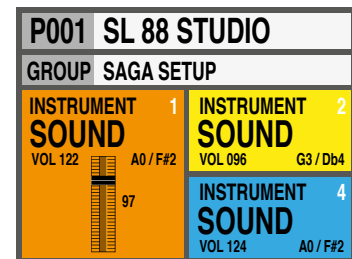 P001 SL 88 STUDIO
GROUP SAGA SETUP
INSTRUMENT 1
SOUND
VOL 122 A0 / F#2
97
INSTRUMENT 2
SOUND
VOL 096 G3 / Db4
INSTRUMENT 4
SOUND
VOL 124 A0 / F#2